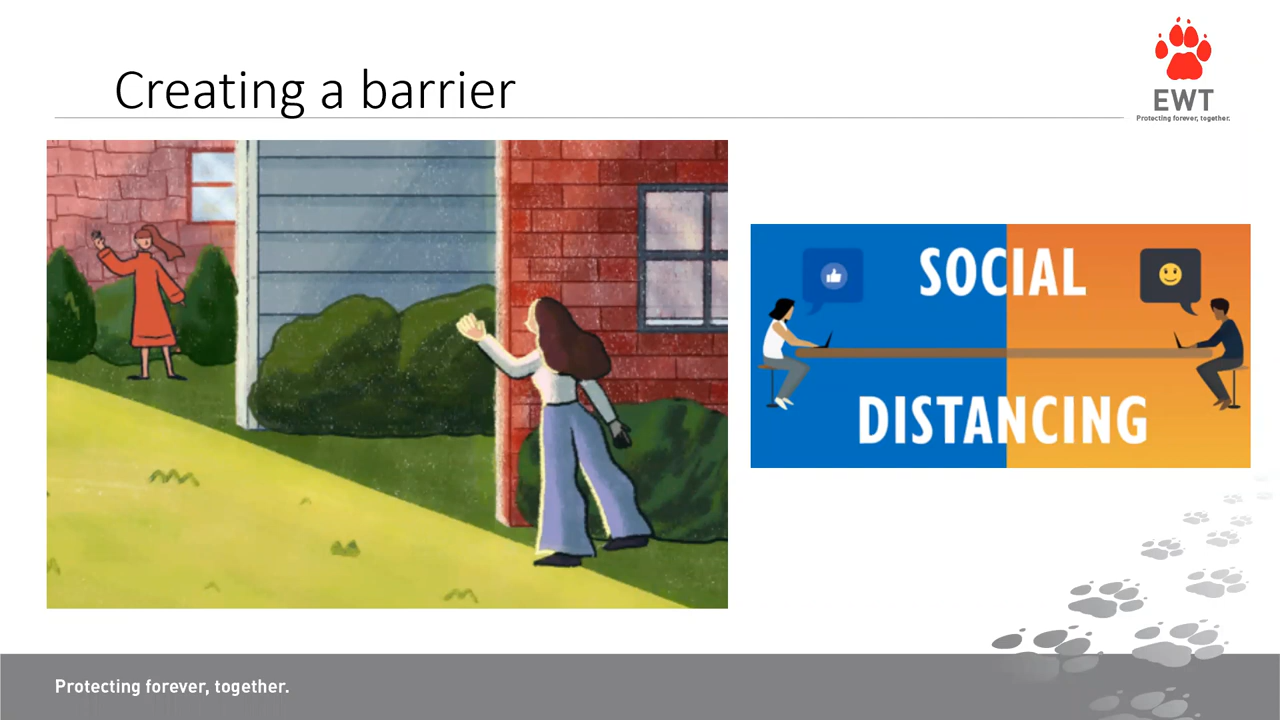 Creating a barrier
EWT
Protecting forever, together.
SOCIAL
DISTANCING
Protecting forever, together.